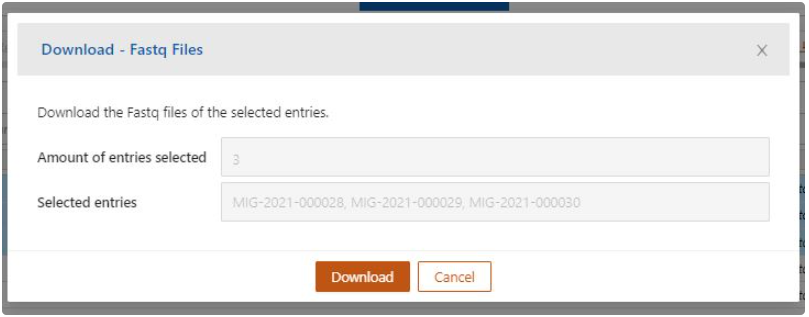 Download - Fastq Files
Download the Fastq files of the selected entries.
Amount of entries selected 3
Selected entries MIG-2021-000028, MIG-2021-000029, MIG-2021-000030
Download Cancel